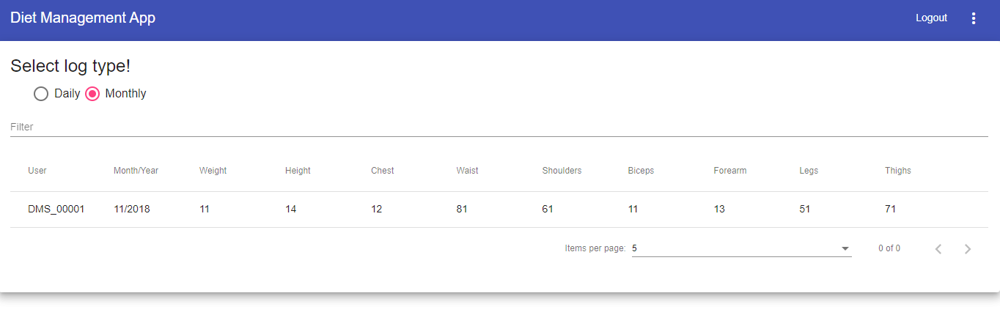 Diet Management App Logout
Select log type!
Daily Monthly
Filter
User Month/Year Weight Height Chest Waist Shoulders Biceps Forearm Legs Thighs
DMS_00001 11/2018 11 14 12 81 61 11 13 51 71
Items per page: 5 0 of 0